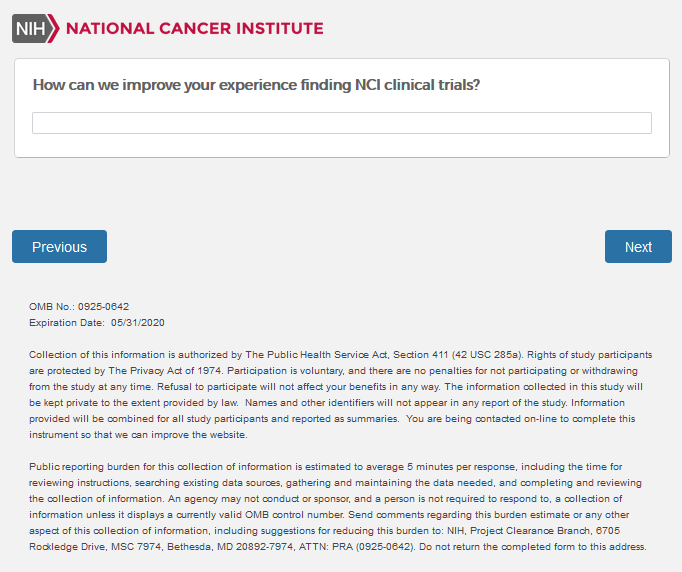 NIH NATIONAL CANCER INSTITUTE
How can we improve your experience finding NCI clinical trials?
Previous
Next
OMB No.: 0925-0642
Expiration Date:  05/31/2020
Collection of this information is authorized by The Public Health Service Act, Section 411 (42 USC 285a). Rights of study participants
are protected by The Privacy Act of 1974. Participation is voluntary, and there are no penalties for not participating or withdrawing
from the study at any time. Refusal to participate will not affect your benefits in any way. The information collected in this study will
be kept private to the extent provided by law.  Names and other identifiers will not appear in any report of the study. Information
provided will be combined for all study participants and reported as summaries.  You are being contacted on-line to complete this
instrument so that we can improve the website.
Public reporting burden for this collection of information is estimated to average 5 minutes per response, including the time for
reviewing instructions, searching existing data sources, gathering and maintaining the data needed, and completing and reviewing
the collection of information. An agency may not conduct or sponsor, and a person is not required to respond to, a collection of
information unless it displays a currently valid OMB control number. Send comments regarding this burden estimate or any other
aspect of this collection of information, including suggestions for reducing this burden to: NIH, Project Clearance Branch, 6705
Rockledge Drive, MSC 7974, Bethesda, MD 20892-7974, ATTN: PRA (0925-0642). Do not return the completed form to this address.